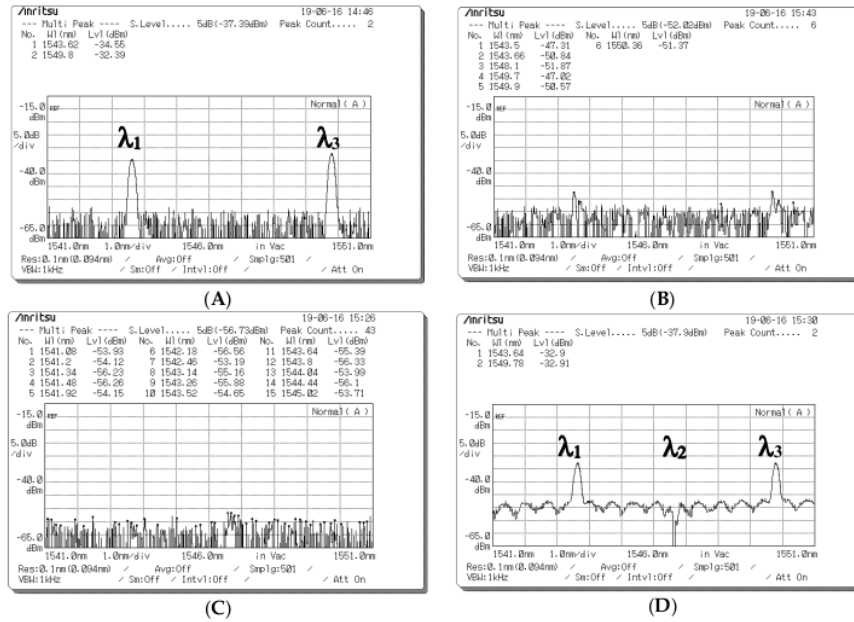 Anritsu 19-06-16 14:46
--- Multi Peak ---- S.Level..... 5dB(-37.39dBm) Peak Count.... 2
No. Wl(nm) Lvl(dBm)
1 1543.62 -34.55
2 1549.8 -32.39
Normal(A)
-15.0 REF
dBm
λ1 λ3
5.0dB
/div
-40.0
dBm
-65.0
dBm
1541.0nm 1.0nm/div 1546.0nm in Vac 1551.0nm
Res:0.1nm(0.094nm) / Avg:Off / Smplg:501 /
VBW:1kHz / Sm:Off / Intvl:Off / / Att On
(A)
Anritsu 19-06-16 15:43
--- Multi Peak ---- S.Level..... 5dB(-52.02dBm) Peak Count.... 6
No. Wl(nm) Lvl(dBm) No. Wl(nm) Lvl(dBm)
1 1543.5 -47.31 6 1550.36 -51.37
2 1543.66 -50.84
3 1548.1 -51.87
4 1549.7 -47.02
5 1549.9 -50.57
Normal(A)
-15.0 REF
dBm
5.0dB
/div
-40.0
dBm
-65.0
dBm
1541.0nm 1.0nm/div 1546.0nm in Vac 1551.0nm
Res:0.1nm(0.094nm) / Avg:Off / Smplg:501 /
VBW:1kHz / Sm:Off / Intvl:Off / / Att On
(B)
Anritsu 19-06-16 15:26
--- Multi Peak ---- S.Level..... 5dB(-56.73dBm) Peak Count.... 43
No. Wl(nm) Lvl(dBm) No. Wl(nm) Lvl(dBm) No. Wl(nm) Lvl(dBm)
1 1541.08 -53.93 6 1542.18 -56.56 11 1543.64 -55.39
2 1541.2 -54.12 7 1542.46 -53.19 12 1543.8 -56.33
3 1541.34 -56.23 8 1543.14 -55.16 13 1544.04 -53.99
4 1541.48 -56.26 9 1543.26 -55.88 14 1544.44 -56.1
5 1541.92 -54.15 10 1543.52 -54.65 15 1545.02 -53.71
Normal(A)
-15.0 REF
dBm
5.0dB
/div
-40.0
dBm
-65.0
dBm
1541.0nm 1.0nm/div 1546.0nm in Vac 1551.0nm
Res:0.1nm(0.094nm) / Avg:Off / Smplg:501 /
VBW:1kHz / Sm:Off / Intvl:Off / / Att On
(C)
Anritsu 19-06-16 15:30
--- Multi Peak ---- S.Level..... 5dB(-37.9dBm) Peak Count.... 2
No. Wl(nm) Lvl(dBm)
1 1543.64 -32.9
2 1549.78 -32.91
Normal(A)
-15.0 REF
dBm
λ1 λ2 λ3
5.0dB
/div
-40.0
dBm
-65.0
dBm
1541.0nm 1.0nm/div 1546.0nm in Vac 1551.0nm
Res:0.1nm(0.094nm) / Avg:Off / Smplg:501 /
VBW:1kHz / Sm:Off / Intvl:Off / / Att On
(D)